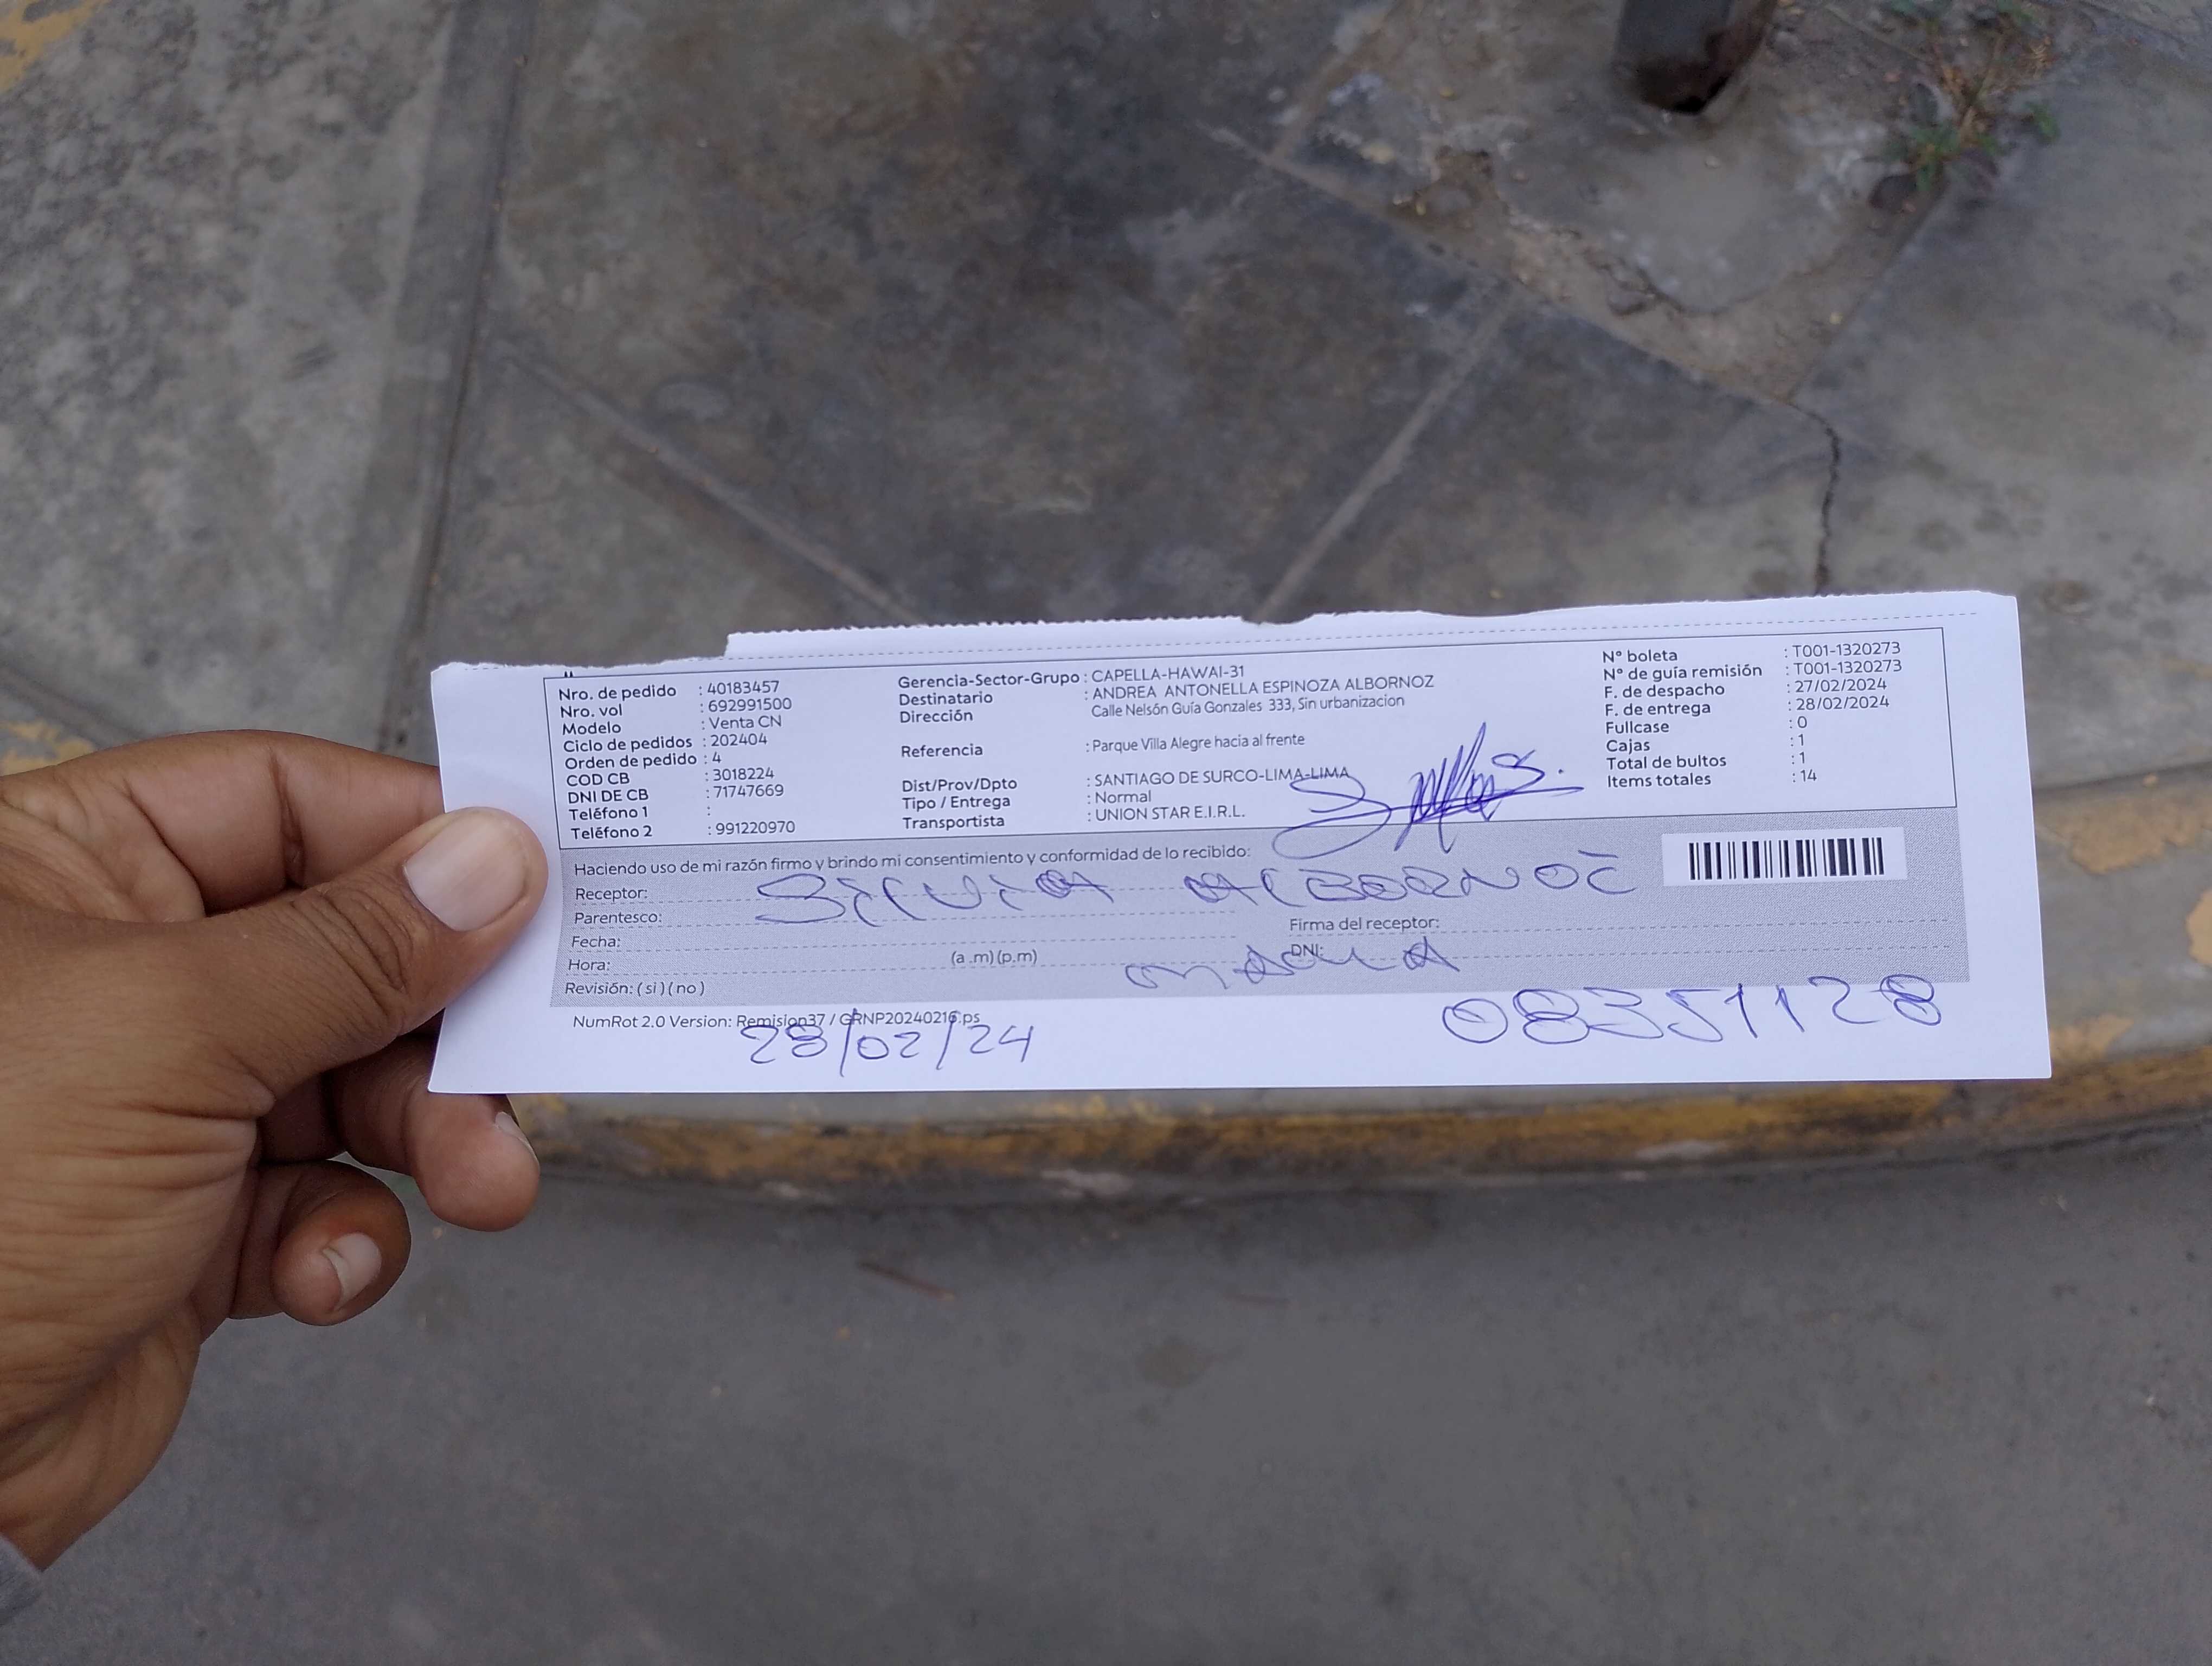 Nro. de pedido : 40183457
Nro. vol : 692991500
Modelo : Venta CN
Ciclo de pedidos : 202404
Orden de pedido : 4
COD CB : 3018224
DNI DE CB : 71747669
Teléfono 1 :
Teléfono 2 : 991220970
Gerencia-Sector-Grupo : CAPELLA-HAWAI-31
Destinatario : ANDREA ANTONELLA ESPINOZA ALBORNOZ
Dirección Calle Nelsón Guía Gonzales 333, Sin urbanizacion
Referencia : Parque Villa Alegre hacia al frente
Dist/Prov/Dpto : SANTIAGO DE SURCO-LIMA-LIMA
Tipo / Entrega : Normal
Transportista : UNION STAR E.I.R.L.
N° boleta : T001-1320273
N° de guía remisión : T001-1320273
F. de despacho : 27/02/2024
F. de entrega : 28/02/2024
Fullcase : 0
Cajas : 1
Total de bultos : 1
Items totales : 14
Haciendo uso de mi razón firmo y brindo mi consentimiento y conformidad de lo recibido:
Receptor: Silvia Albornoz
Parentesco:
Firma del receptor:
Fecha:
Hora: (a .m) (p.m)
DNI:
Revisión: ( si ) ( no )
08351128
NumRot 2.0 Version: Remision37 / GRNP20240216.ps
28/02/24